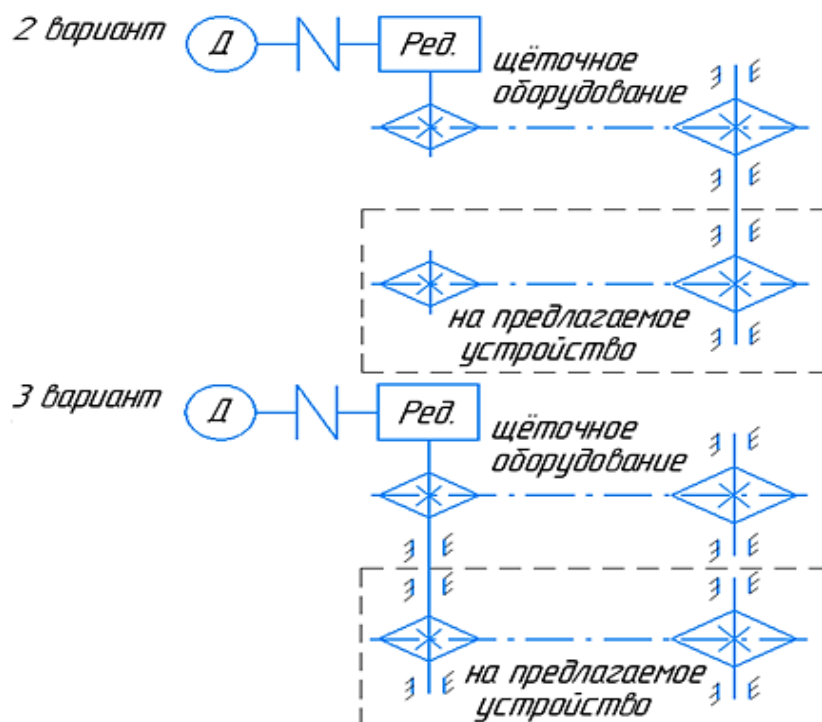 2 вариант
Д
Ред.
щёточное
оборудование
на предлагаемое
устройство
3 вариант
Д
Ред.
щёточное
оборудование
на предлагаемое
устройство